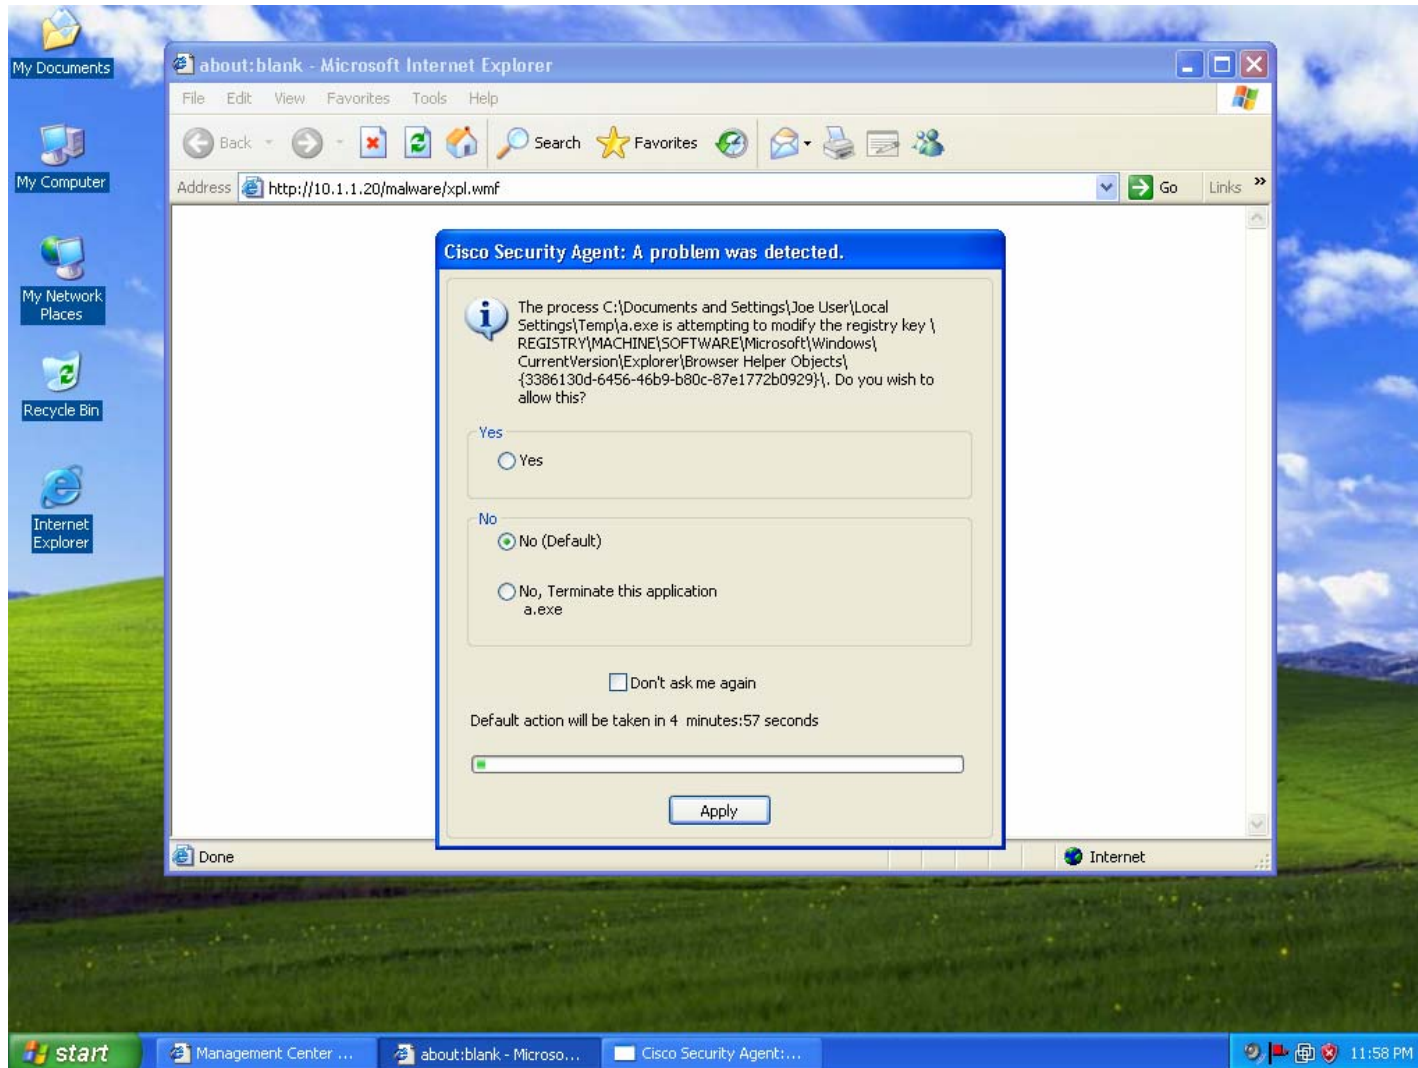 My Documents
My Computer
My Network
Places
Recycle Bin
Internet
Explorer
about:blank - Microsoft Internet Explorer
File Edit View Favorites Tools Help
Back Search Favorites
Address http://10.1.1.20/malware/xpl.wmf Go Links »
Cisco Security Agent: A problem was detected.
The process C:\Documents and Settings\Joe User\Local
Settings\Temp\a.exe is attempting to modify the registry key \
REGISTRY\MACHINE\SOFTWARE\Microsoft\Windows\
CurrentVersion\Explorer\Browser Helper Objects\
{3386130d-6456-46b9-b80c-87e1772b0929}\. Do you wish to
allow this?
Yes
Yes
No
No (Default)
No, Terminate this application
a.exe
Don't ask me again
Default action will be taken in 4 minutes:57 seconds
Apply
Done Internet
start Management Center ... about:blank - Microso... Cisco Security Agent:... 11:58 PM